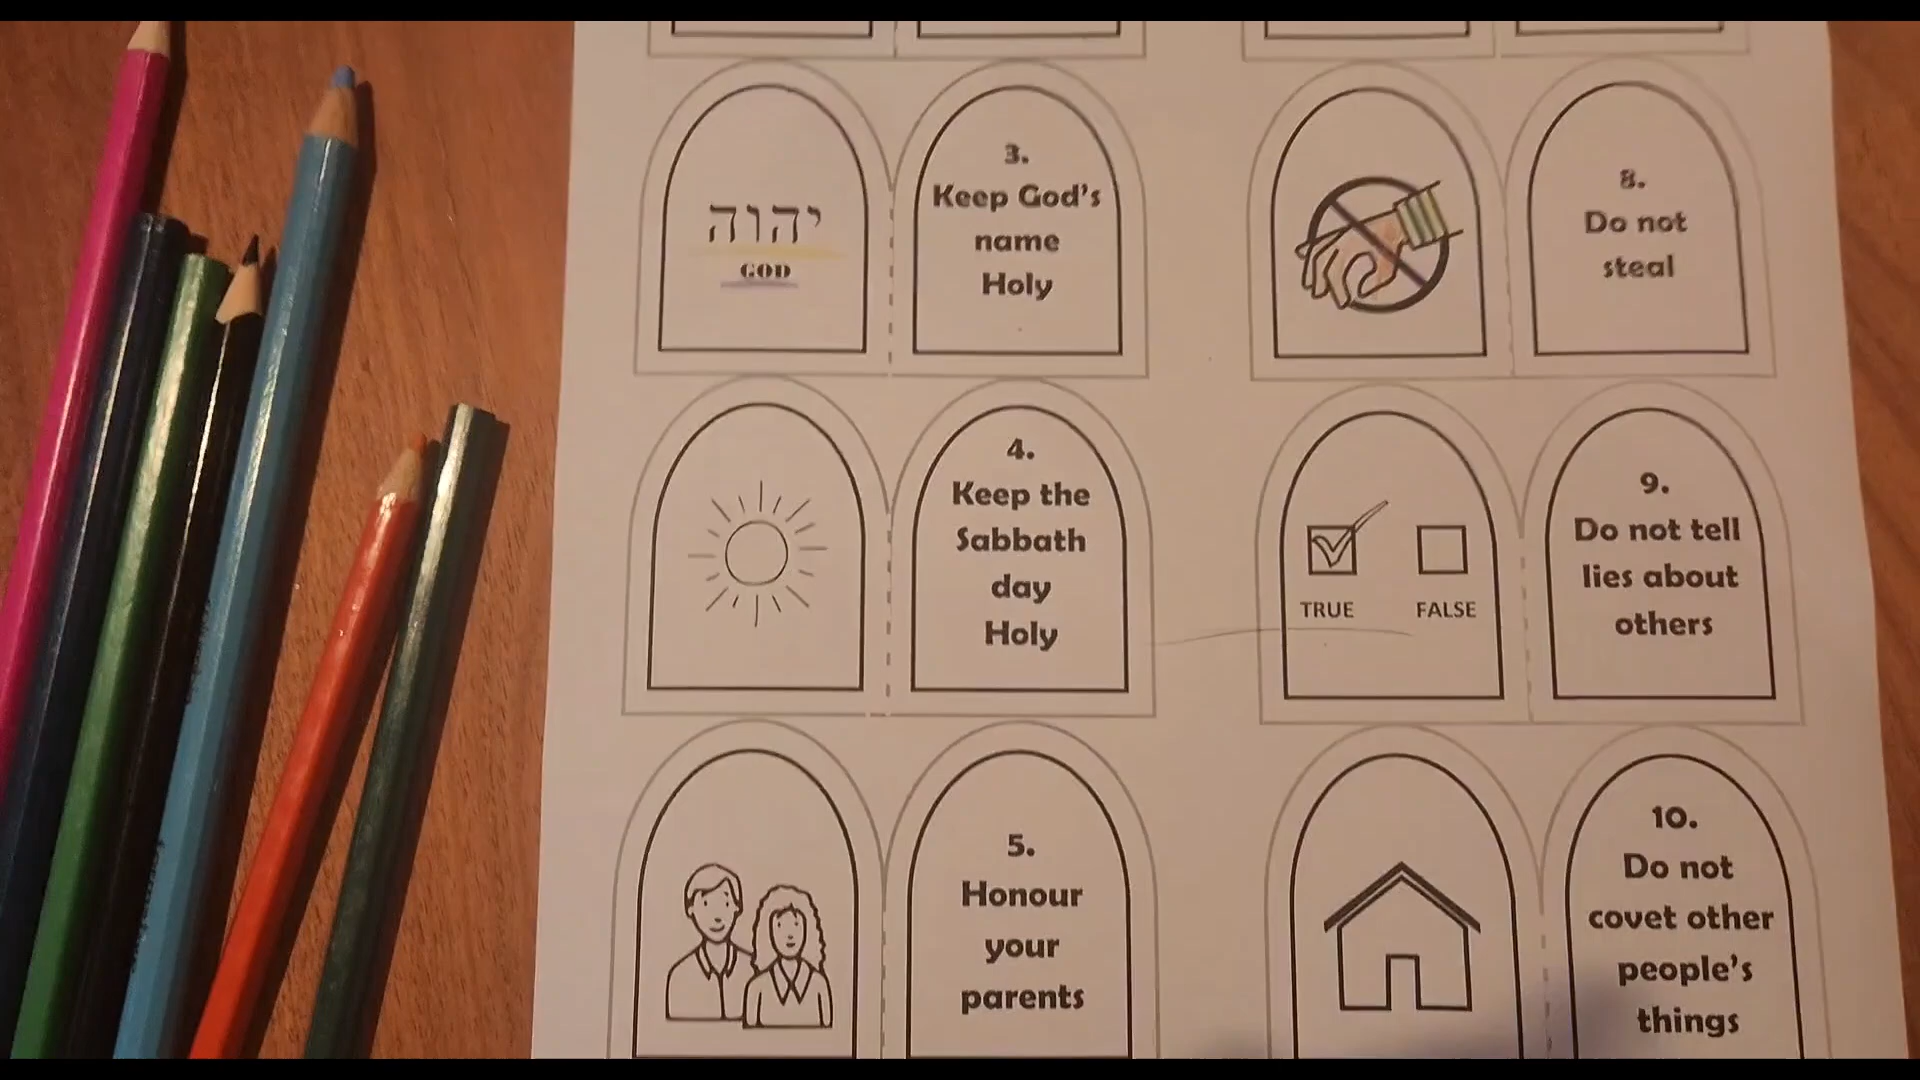 יהוה
GOD
3.
Keep God's
name
Holy
8.
Do not
steal
4.
Keep the
Sabbath
day
Holy
TRUE FALSE
9.
Do not tell
lies about
others
5.
Honour
your
parents
10.
Do not
covet other
people's
things